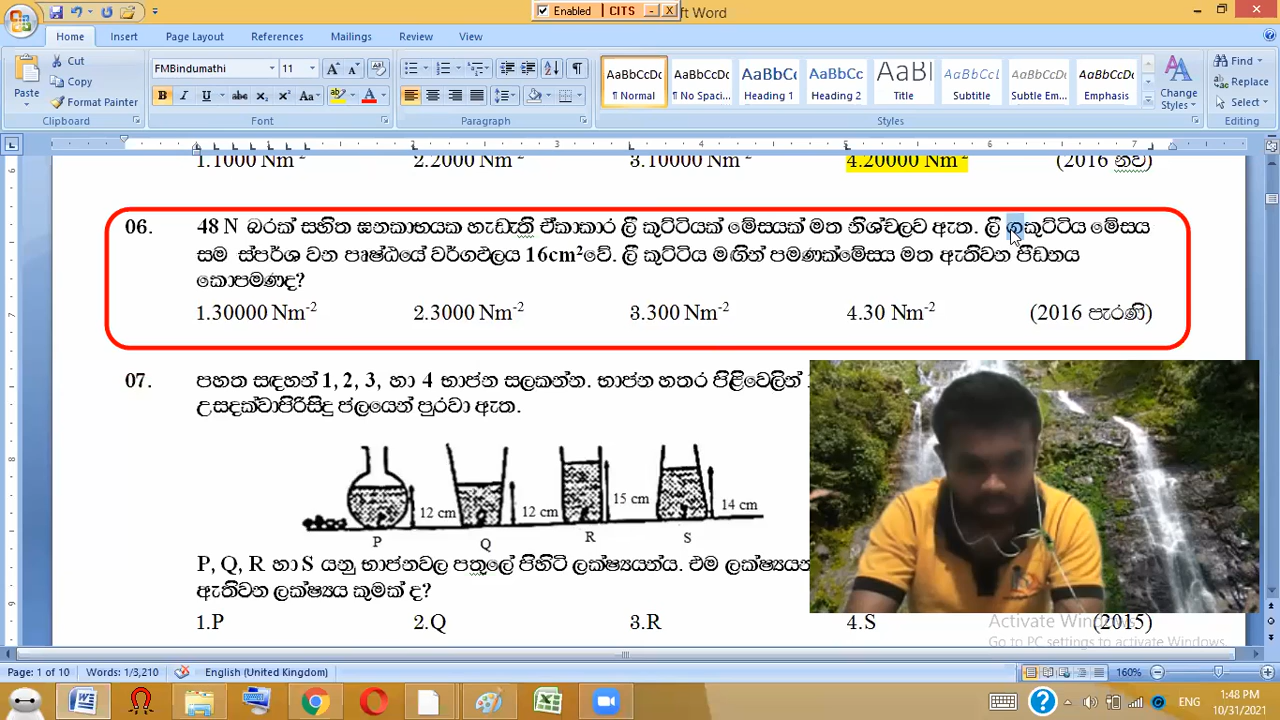 Enabled CITS ft Word
Home Insert Page Layout References Mailings Review View
Cut
Copy
Format Painter
Paste
FMBindumathi 11
AaBbCcDc AaBbCcDc AaBbC AaBbCc AaBl AaBbCcL AaBbCcDc AaBbCcDc
¶ Normal ¶ No Spaci... Heading 1 Heading 2 Title Subtitle Subtle Em... Emphasis
Change Styles
Find
Replace
Select
Clipboard Font Paragraph Styles Editing
1.1000 Nm⁻² 2.2000 Nm⁻² 3.10000 Nm⁻² 4.20000 Nm⁻² (2016 නව)
06. 48 N බරක් සහිත ඝනකාභයක හැඩැති ඒකාකාර ලී කුට්ටියක් මේසයක් මත නිශ්චලව ඇත. ලී ගකුට්ටිය මේසය
සම ස්පර්ශ වන පෘෂ්ඨයේ වර්ගඵලය 16cm²වේ. ලී කුට්ටිය මඟින් පමණක්මේසය මත ඇතිවන පීඩනය
කොපමණද?
1.30000 Nm⁻² 2.3000 Nm⁻² 3.300 Nm⁻² 4.30 Nm⁻² (2016 පැරණි)
07. පහත සඳහන් 1, 2, 3, හා 4 භාජන සලකන්න. භාජන හතර පිළිවෙලින්
උසදක්වාපිරිසිදු ජලයෙන් පුරවා ඇත.
12 cm 12 cm 15 cm 14 cm
P Q R S
P, Q, R හා S යනු භාජනවල පතුලේ පිහිටි ලක්ෂ්‍යයන්ය. එම
ඇතිවන ලක්ෂ්‍යය කුමක් ද?
1.P 2.Q 3.R 4.S (2015)
Activate Windows
Go to PC settings to activate Windows.
Page: 1 of 10 Words: 1/3,210 English (United Kingdom) 160%
ENG 1:48 PM
10/31/2021